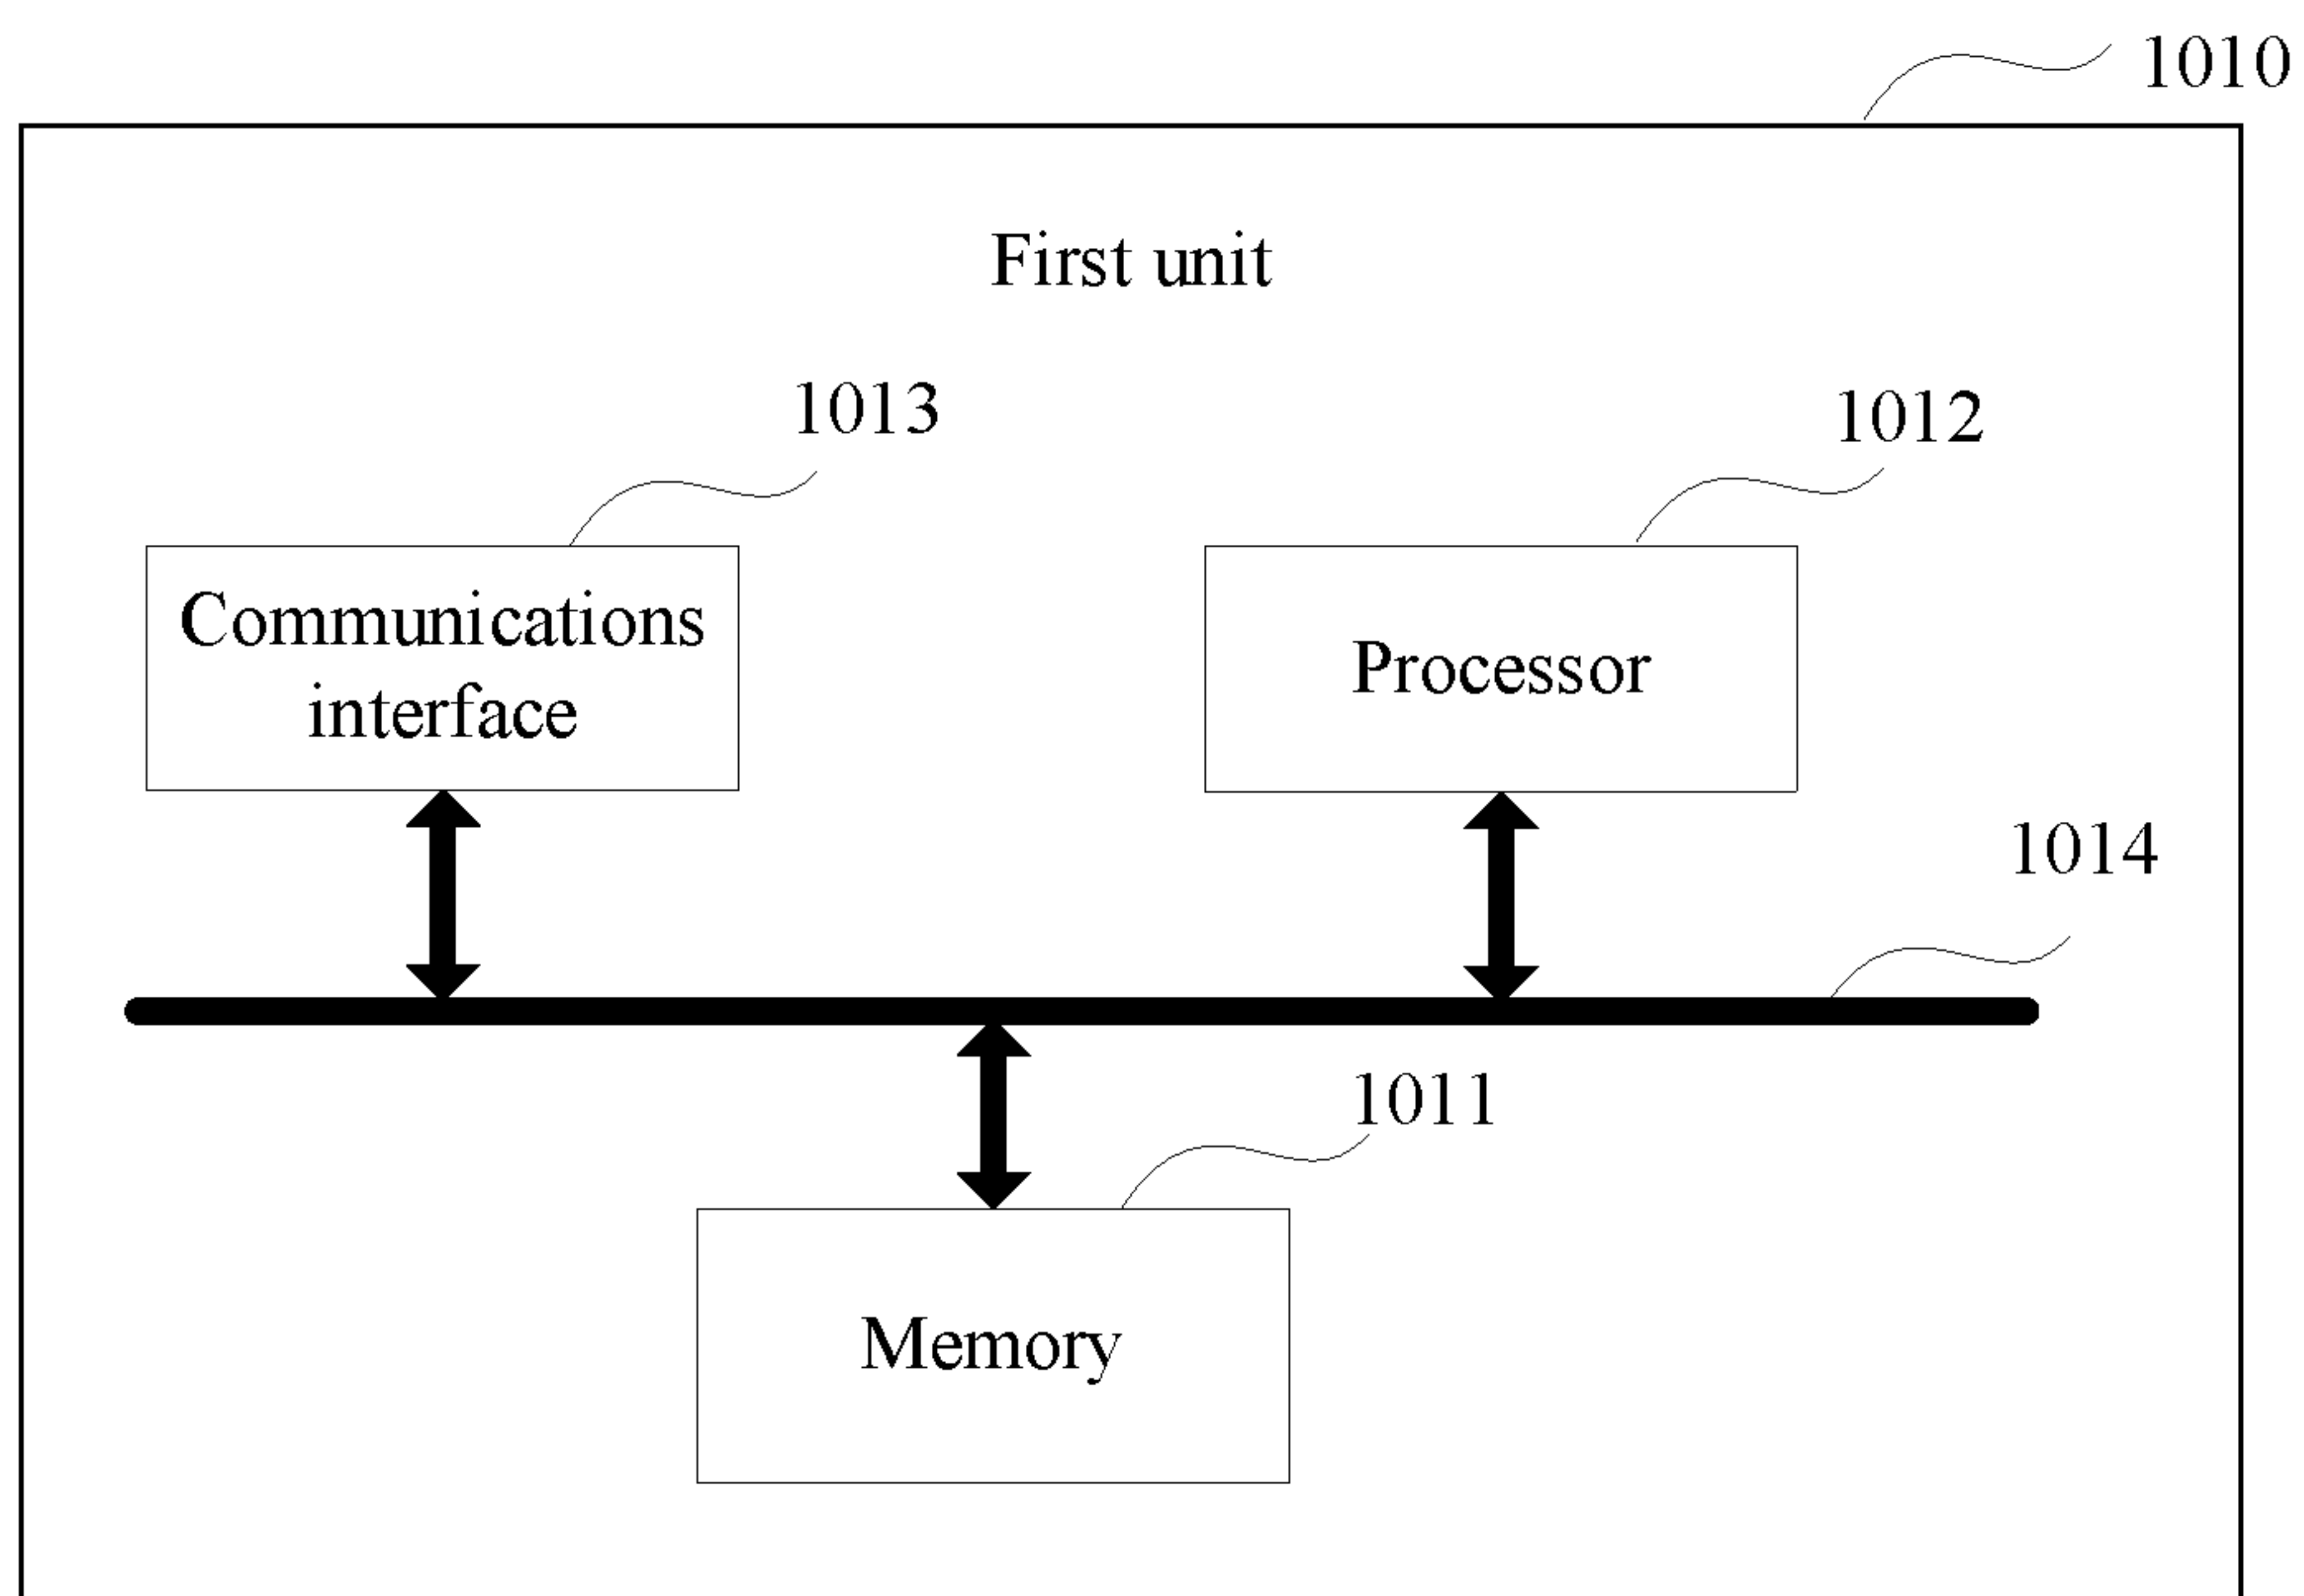 1010
First unit
1013
1012
Communications
interface
Processor
1014
1011
Memory